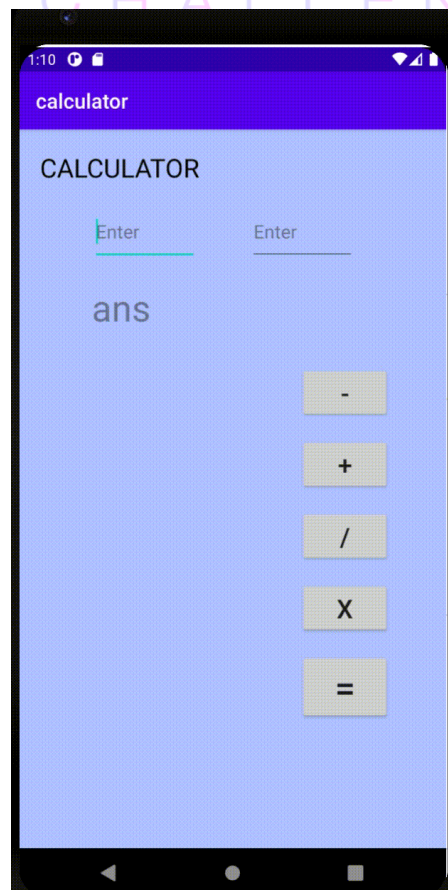 1:10
calculator
CALCULATOR
Enter Enter
ans
-
+
/
X
=